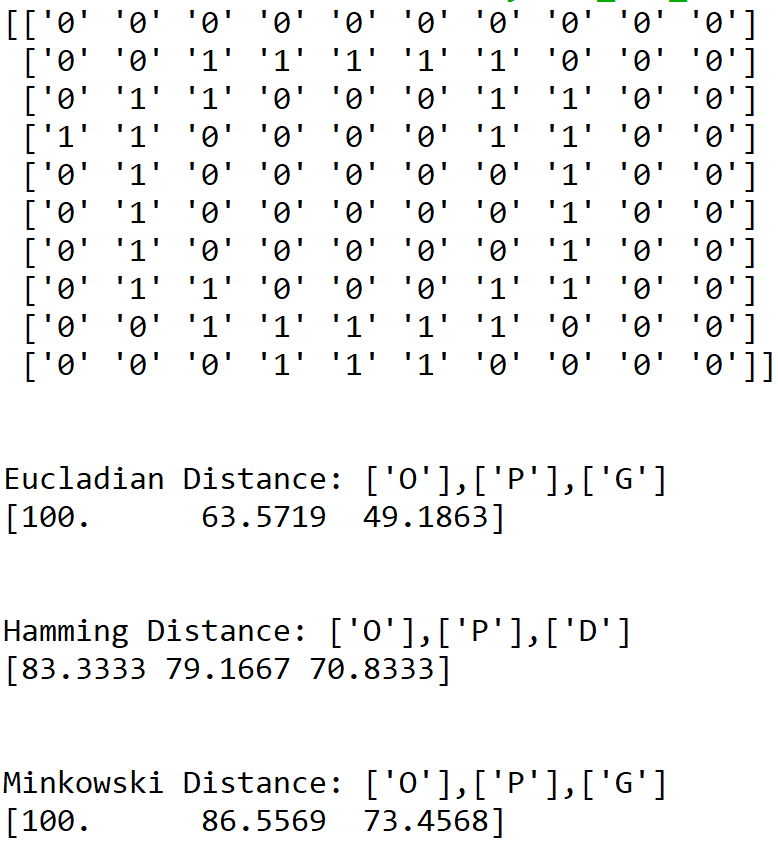 [['0' '0' '0' '0' '0' '0' '0' '0' '0' '0']
['0' '0' '1' '1' '1' '1' '1' '0' '0' '0']
['0' '1' '1' '0' '0' '0' '1' '1' '0' '0']
['1' '1' '0' '0' '0' '0' '1' '1' '0' '0']
['0' '1' '0' '0' '0' '0' '0' '1' '0' '0']
['0' '1' '0' '0' '0' '0' '0' '1' '0' '0']
['0' '1' '0' '0' '0' '0' '0' '1' '0' '0']
['0' '1' '1' '0' '0' '0' '1' '1' '0' '0']
['0' '0' '1' '1' '1' '1' '1' '0' '0' '0']
['0' '0' '0' '1' '1' '1' '0' '0' '0' '0']]
Eucladian Distance: ['O'],['P'],['G']
[100. 63.5719 49.1863]
Hamming Distance: ['O'],['P'],['D']
[83.3333 79.1667 70.8333]
Minkowski Distance: ['O'],['P'],['G']
[100. 86.5569 73.4568]